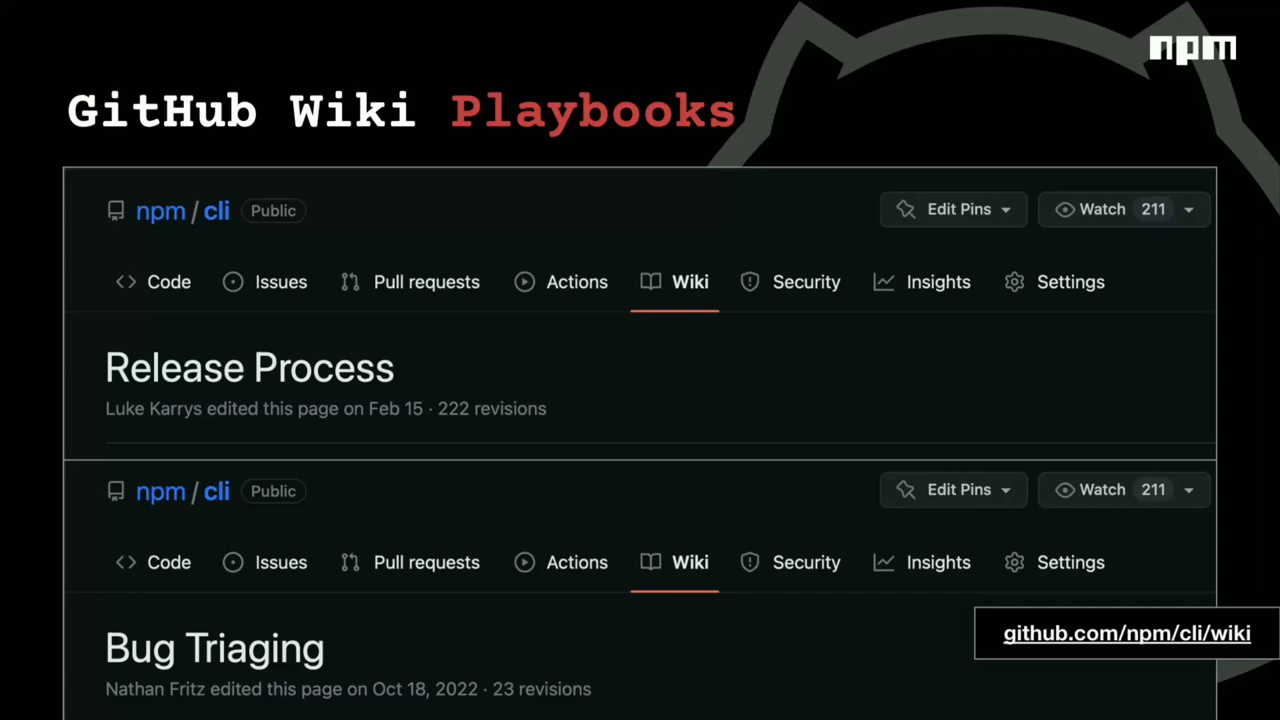 npm
GitHub Wiki Playbooks
npm / cli Public Edit Pins Watch 211
Code Issues Pull requests Actions Wiki Security Insights Settings
Release Process
Luke Karrys edited this page on Feb 15 · 222 revisions
npm / cli Public Edit Pins Watch 211
Code Issues Pull requests Actions Wiki Security Insights Settings
github.com/npm/cli/wiki
Bug Triaging
Nathan Fritz edited this page on Oct 18, 2022 · 23 revisions